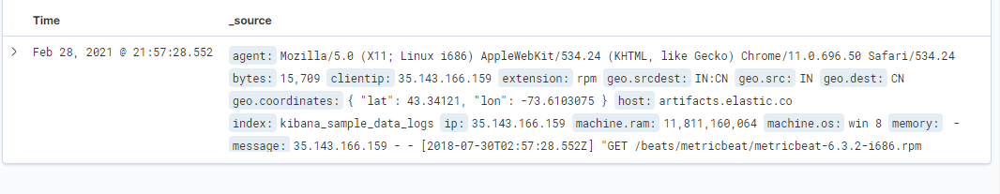 Time _source
Feb 28, 2021 @ 21:57:28.552 agent: Mozilla/5.0 (X11; Linux i686) AppleWebKit/534.24 (KHTML, like Gecko) Chrome/11.0.696.50 Safari/534.24
bytes: 15,709 clientip: 35.143.166.159 extension: rpm geo.srcdest: IN:CN geo.src: IN geo.dest: CN
geo.coordinates: { "lat": 43.34121, "lon": -73.6103075 } host: artifacts.elastic.co
index: kibana_sample_data_logs ip: 35.143.166.159 machine.ram: 11,811,160,064 machine.os: win 8 memory: -
message: 35.143.166.159 - - [2018-07-30T02:57:28.552Z] "GET /beats/metricbeat/metricbeat-6.3.2-i686.rpm